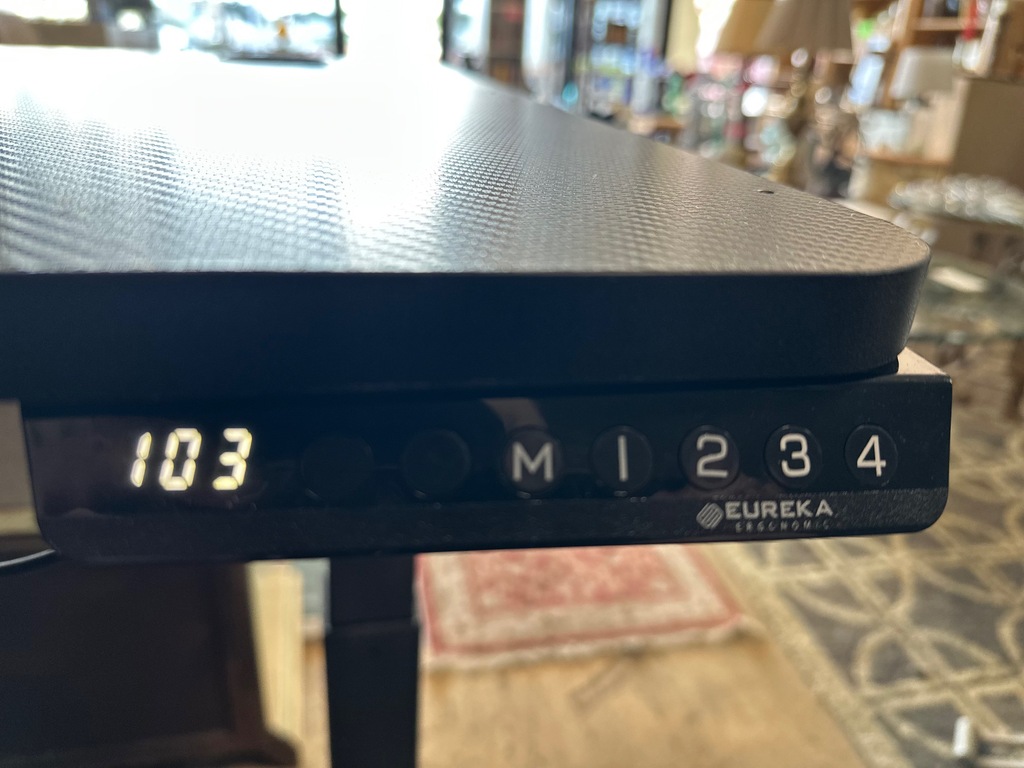 103 M 1 2 3 4
EUREKA
ERGONOMIC